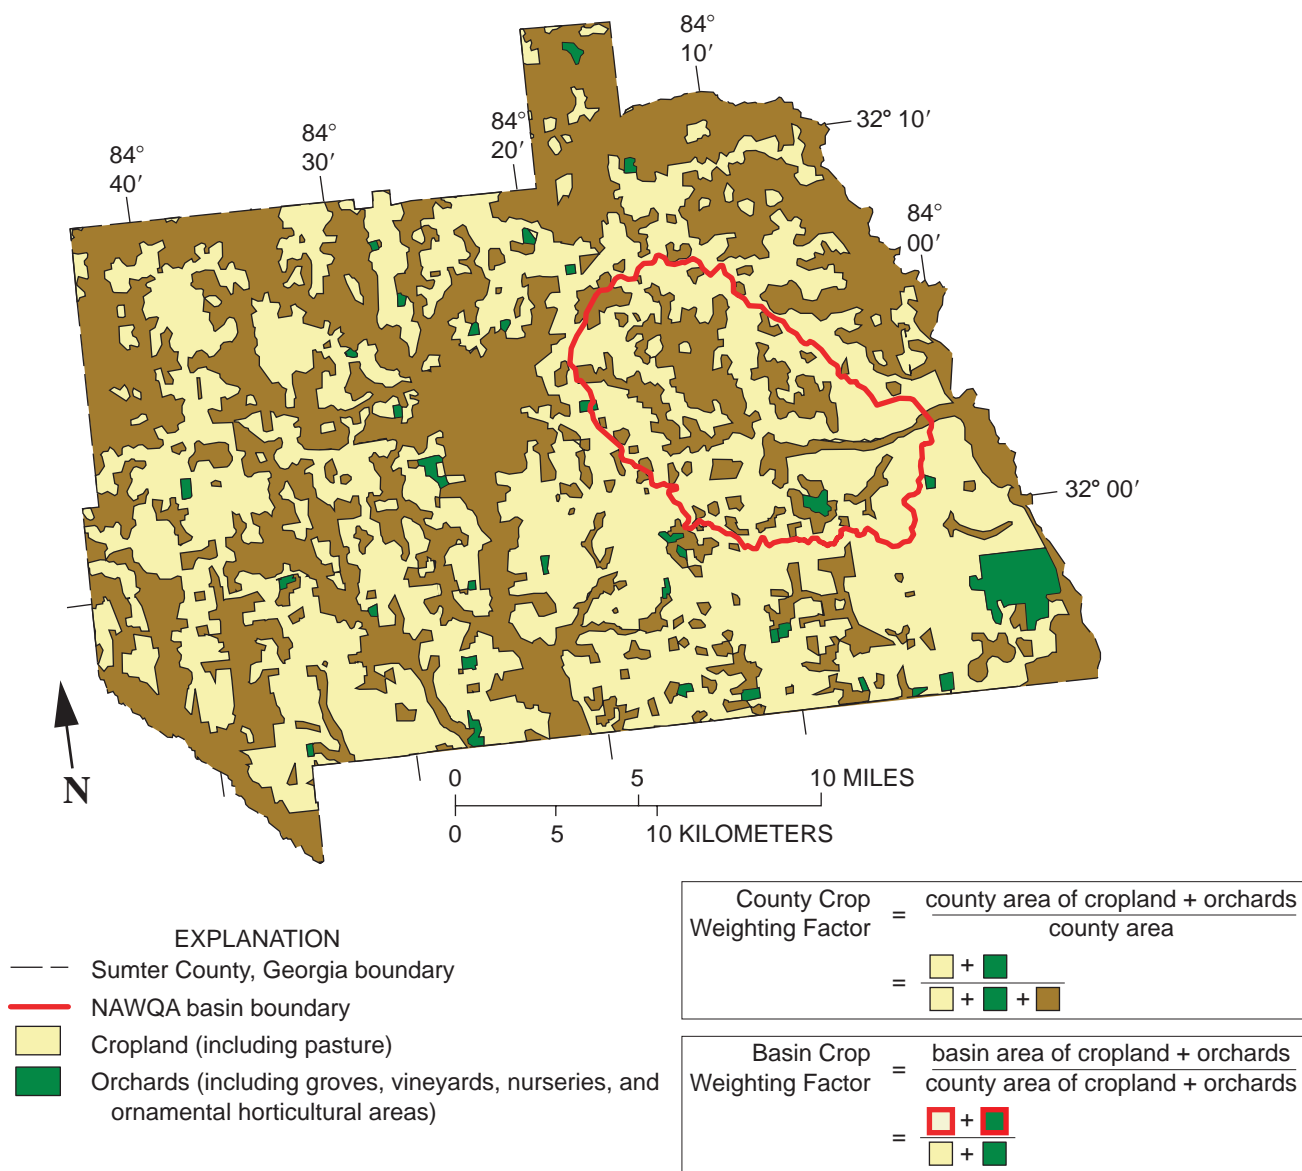 84°
10′
32° 10′
84°
20′
84°
30′
84°
40′
84°
00′
32° 00′
N
0 5 10 MILES
0 5 10 KILOMETERS
EXPLANATION
Sumter County, Georgia boundary
NAWQA basin boundary
Cropland (including pasture)
Orchards (including groves, vineyards, nurseries, and
ornamental horticultural areas)
County Crop
Weighting Factor
=
county area of cropland + orchards
county area
=
+
+ +
Basin Crop
Weighting Factor
=
basin area of cropland + orchards
county area of cropland + orchards
=
+
+